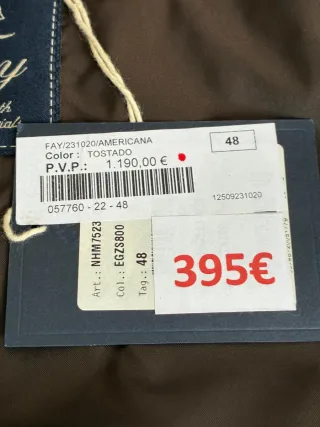 FAY/231020/AMERICANA
48
Color : TOSTADO
P.V.P.: 1.190,00 €
057760 - 22 - 48
12509231020
395€
Art.: NHM7523
Col.: EGZS800
Tag.: 48